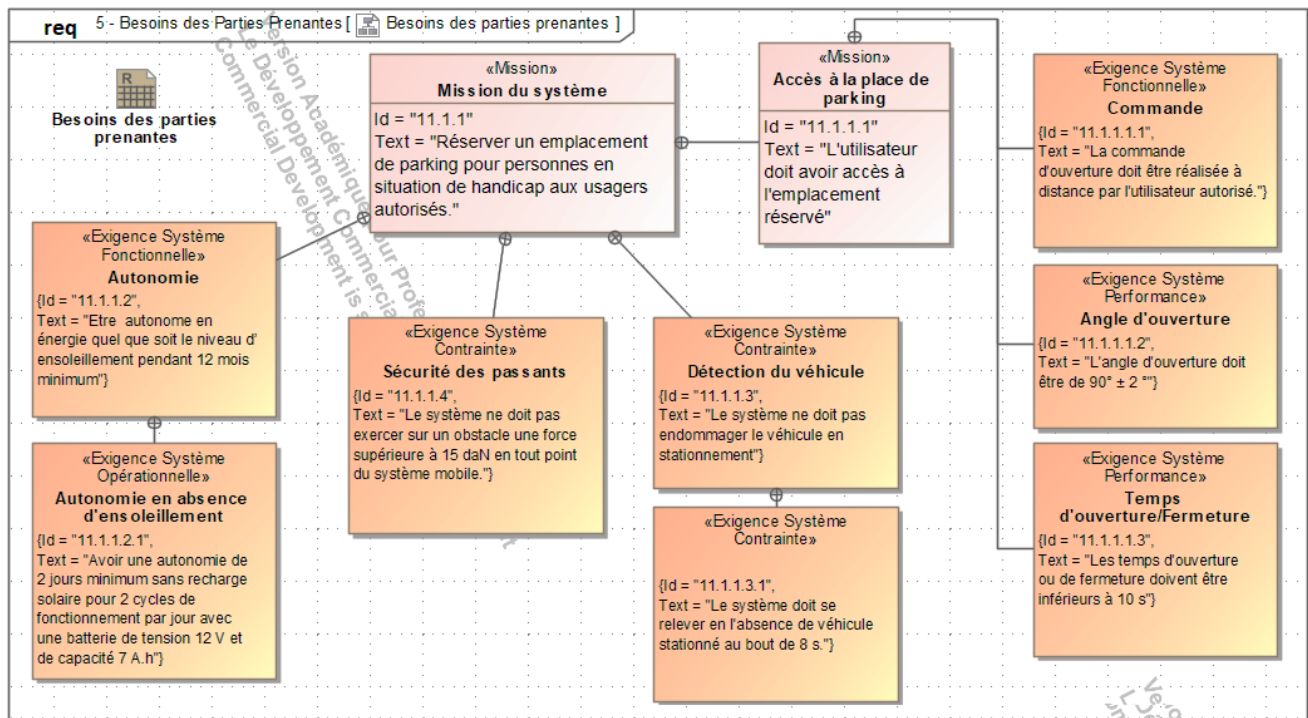 req 5 - Besoins des Parties Prenantes [ Besoins des parties prenantes ]
R
Besoins des parties
prenantes
«Mission»
Mission du système
Id = "11.1.1"
Text = "Réserver un emplacement
de parking pour personnes en
situation de handicap aux usagers
autorisés."
«Mission»
Accès à la place de
parking
Id = "11.1.1.1"
Text = "L'utilisateur
doit avoir accès à
l'emplacement
réservé"
«Exigence Système
Fonctionnelle»
Commande
{Id = "11.1.1.1.1",
Text = "La commande
d'ouverture doit être réalisée à
distance par l'utilisateur autorisé."}
«Exigence Système
Fonctionnelle»
Autonomie
{Id = "11.1.1.2",
Text = "Etre  autonome en
énergie quel que soit le niveau d'
ensoleillement pendant 12 mois
minimum"}
«Exigence Système
Performance»
Angle d'ouverture
{Id = "11.1.1.1.2",
Text = "L'angle d'ouverture doit
être de 90° ± 2 °"}
«Exigence Système
Contrainte»
Sécurité des passants
{Id = "11.1.1.4",
Text = "Le système ne doit pas
exercer sur un obstacle une force
supérieure à 15 daN en tout point
du système mobile."}
«Exigence Système
Contrainte»
Détection du véhicule
{Id = "11.1.1.3",
Text = "Le système ne doit pas
endommager le véhicule en
stationnement"}
«Exigence Système
Opérationnelle»
Autonomie en absence
d'ensoleillement
{Id = "11.1.1.2.1",
Text = "Avoir une autonomie de
2 jours minimum sans recharge
solaire pour 2 cycles de
fonctionnement par jour avec
une batterie de tension 12 V et
de capacité 7 A.h"}
«Exigence Système
Contrainte»
{Id = "11.1.1.3.1",
Text = "Le système doit se
relever en l'absence de véhicule
stationné au bout de 8 s."}
«Exigence Système
Performance»
Temps
d'ouverture/Fermeture
{Id = "11.1.1.1.3",
Text = "Les temps d'ouverture
ou de fermeture doivent être
inférieurs à 10 s"}
Version Académique
Le Développement Commercial
Commercial Development is